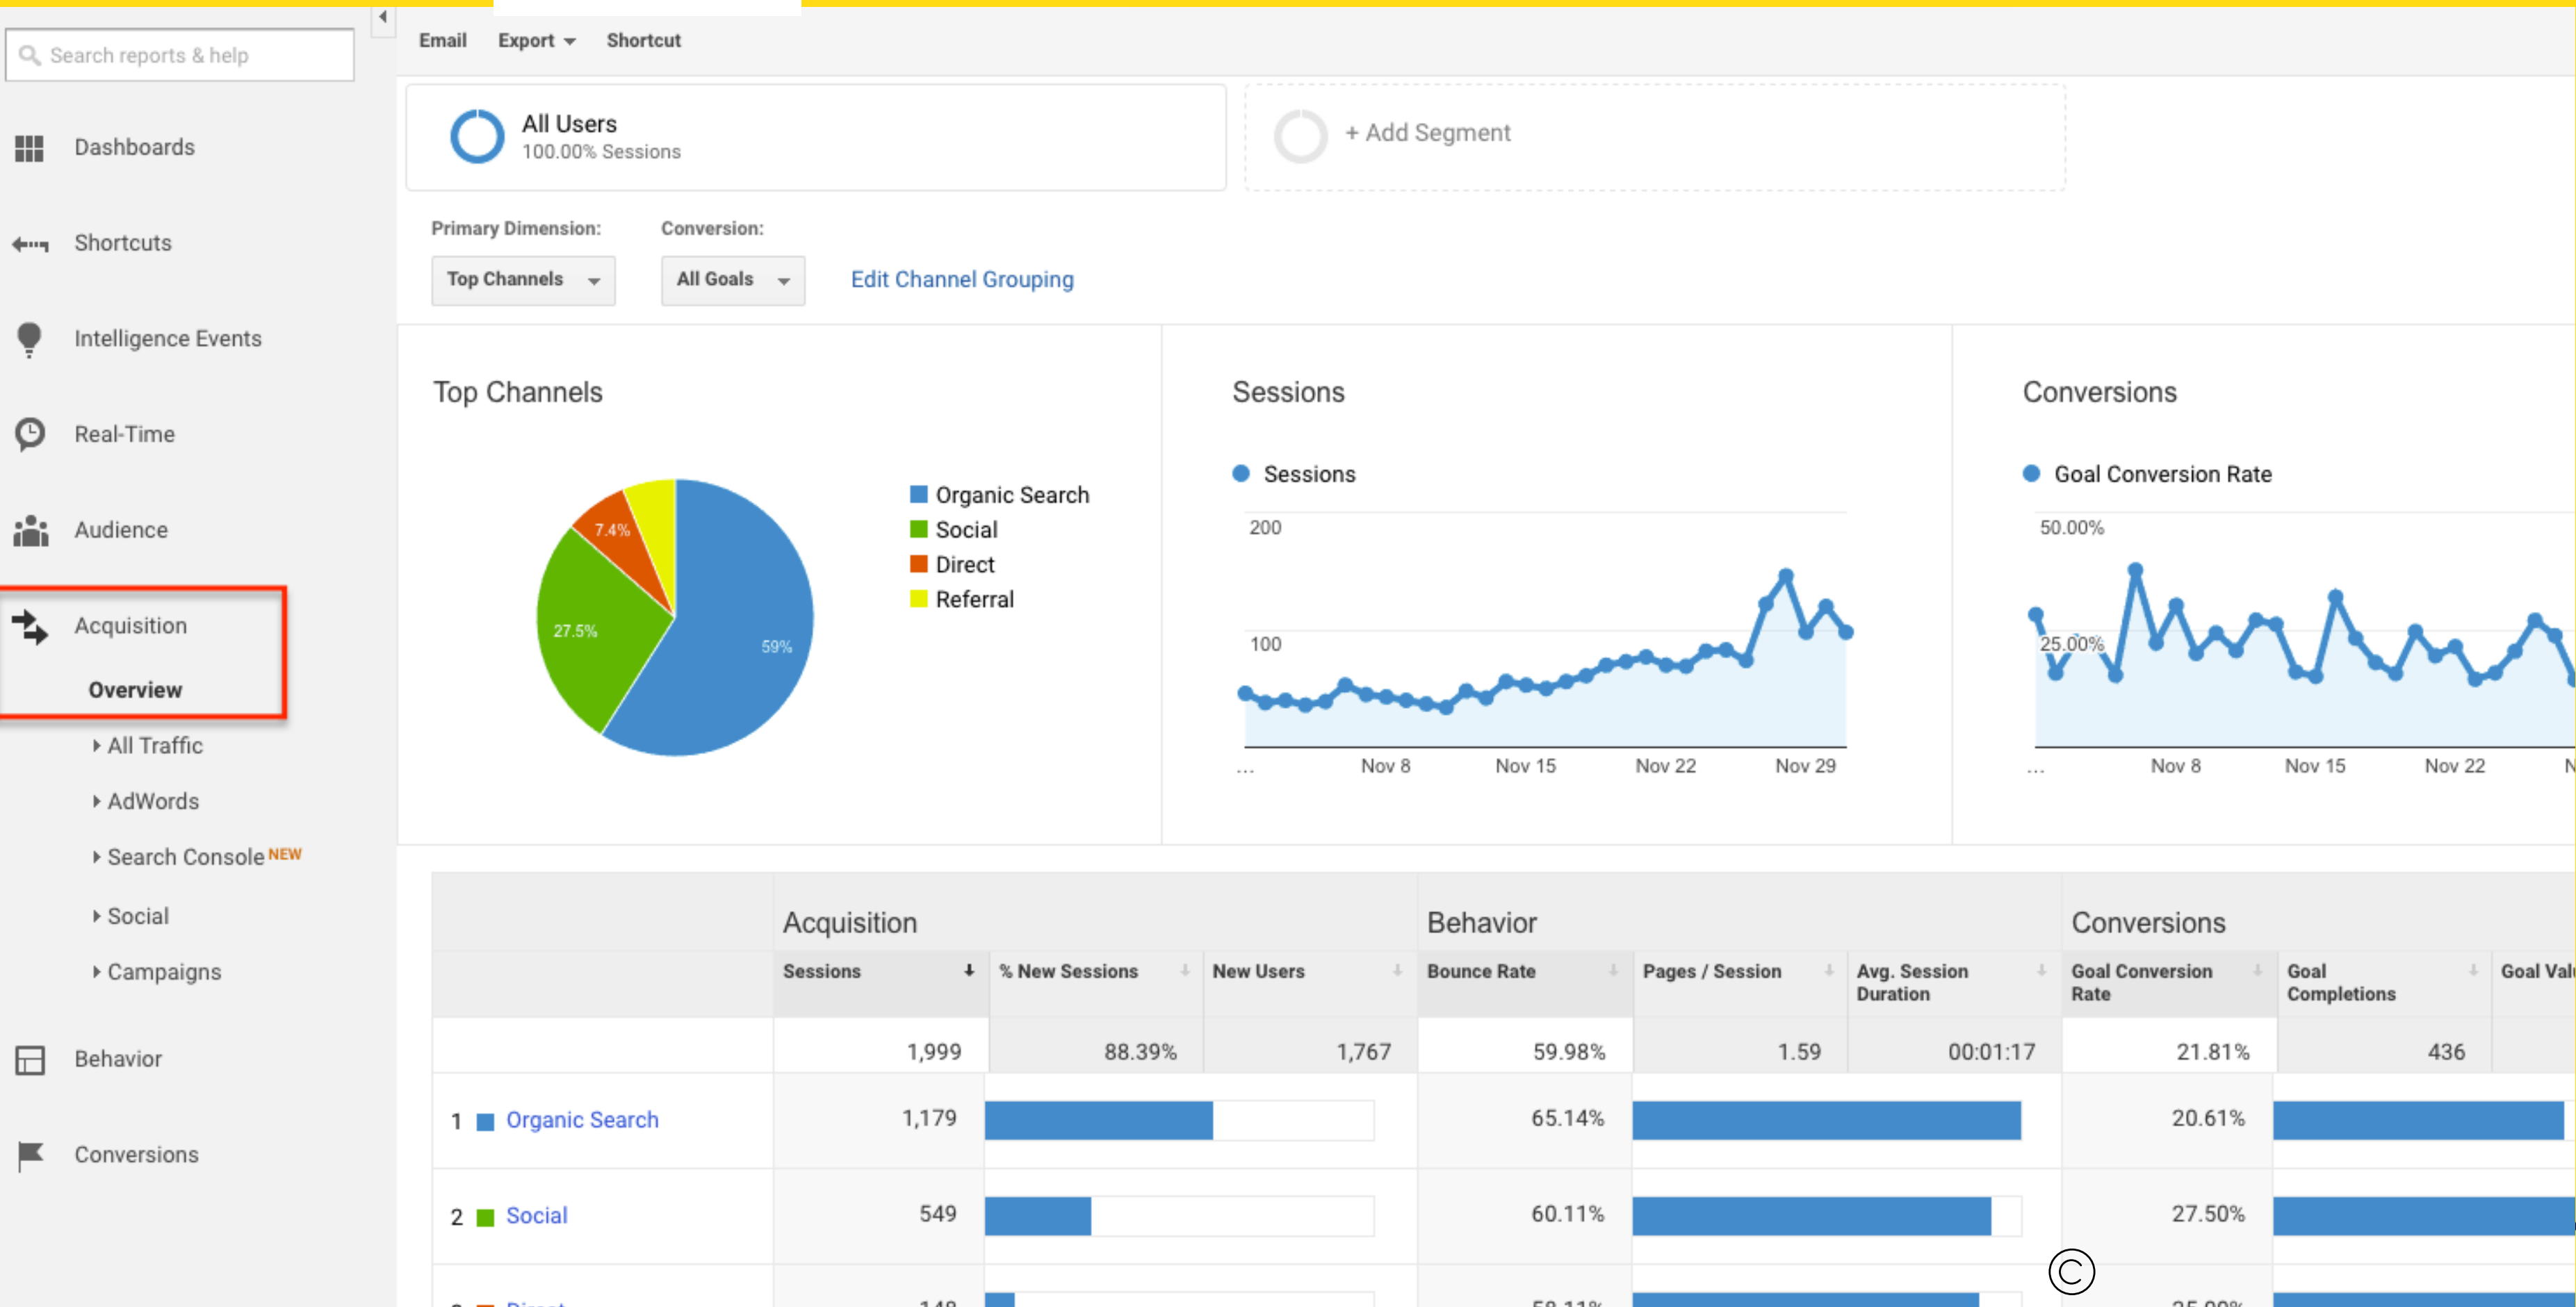 Search reports & help
Email Export Shortcut
All Users
100.00% Sessions
+ Add Segment
Dashboards
Shortcuts
Intelligence Events
Real-Time
Audience
Acquisition
Overview
All Traffic
AdWords
Search Console NEW
Social
Campaigns
Behavior
Conversions
Primary Dimension: Conversion:
Top Channels All Goals Edit Channel Grouping
Top Channels
7.4%
27.5%
59%
Organic Search
Social
Direct
Referral
Sessions
Sessions
200
100
... Nov 8 Nov 15 Nov 22 Nov 29
Conversions
Goal Conversion Rate
50.00%
25.00%
... Nov 8 Nov 15 Nov 22 N
Acquisition Behavior Conversions
Sessions % New Sessions New Users Bounce Rate Pages / Session Avg. Session Duration Goal Conversion Rate Goal Completions Goal
1,999 88.39% 1,767 59.98% 1.59 00:01:17 21.81% 436
1 Organic Search 1,179 65.14% 20.61%
2 Social 549 60.11% 27.50%
©